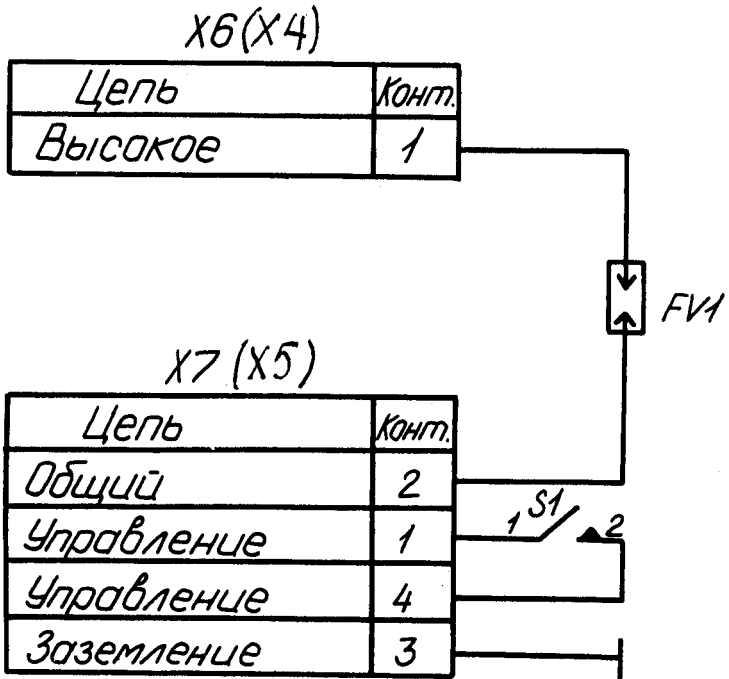 X6(X4)
Цепь Конт.
Высокое 1
FV1
X7 (X5)
Цепь Конт.
Общий 2
S1
Управление 1 1 2
Управление 4
Заземление 3